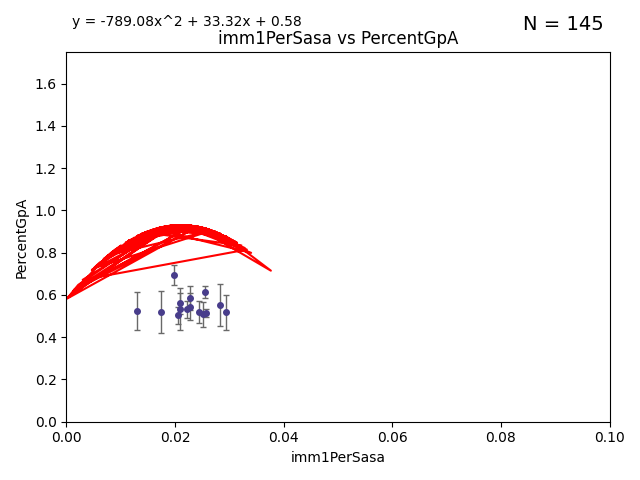 y = -789.08x^2 + 33.32x + 0.58
N = 145
imm1PerSasa vs PercentGpA
PercentGpA
1.6
1.4
1.2
1.0
0.8
0.6
0.4
0.2
0.0
0.00 0.02 0.04 0.06 0.08 0.10
imm1PerSasa